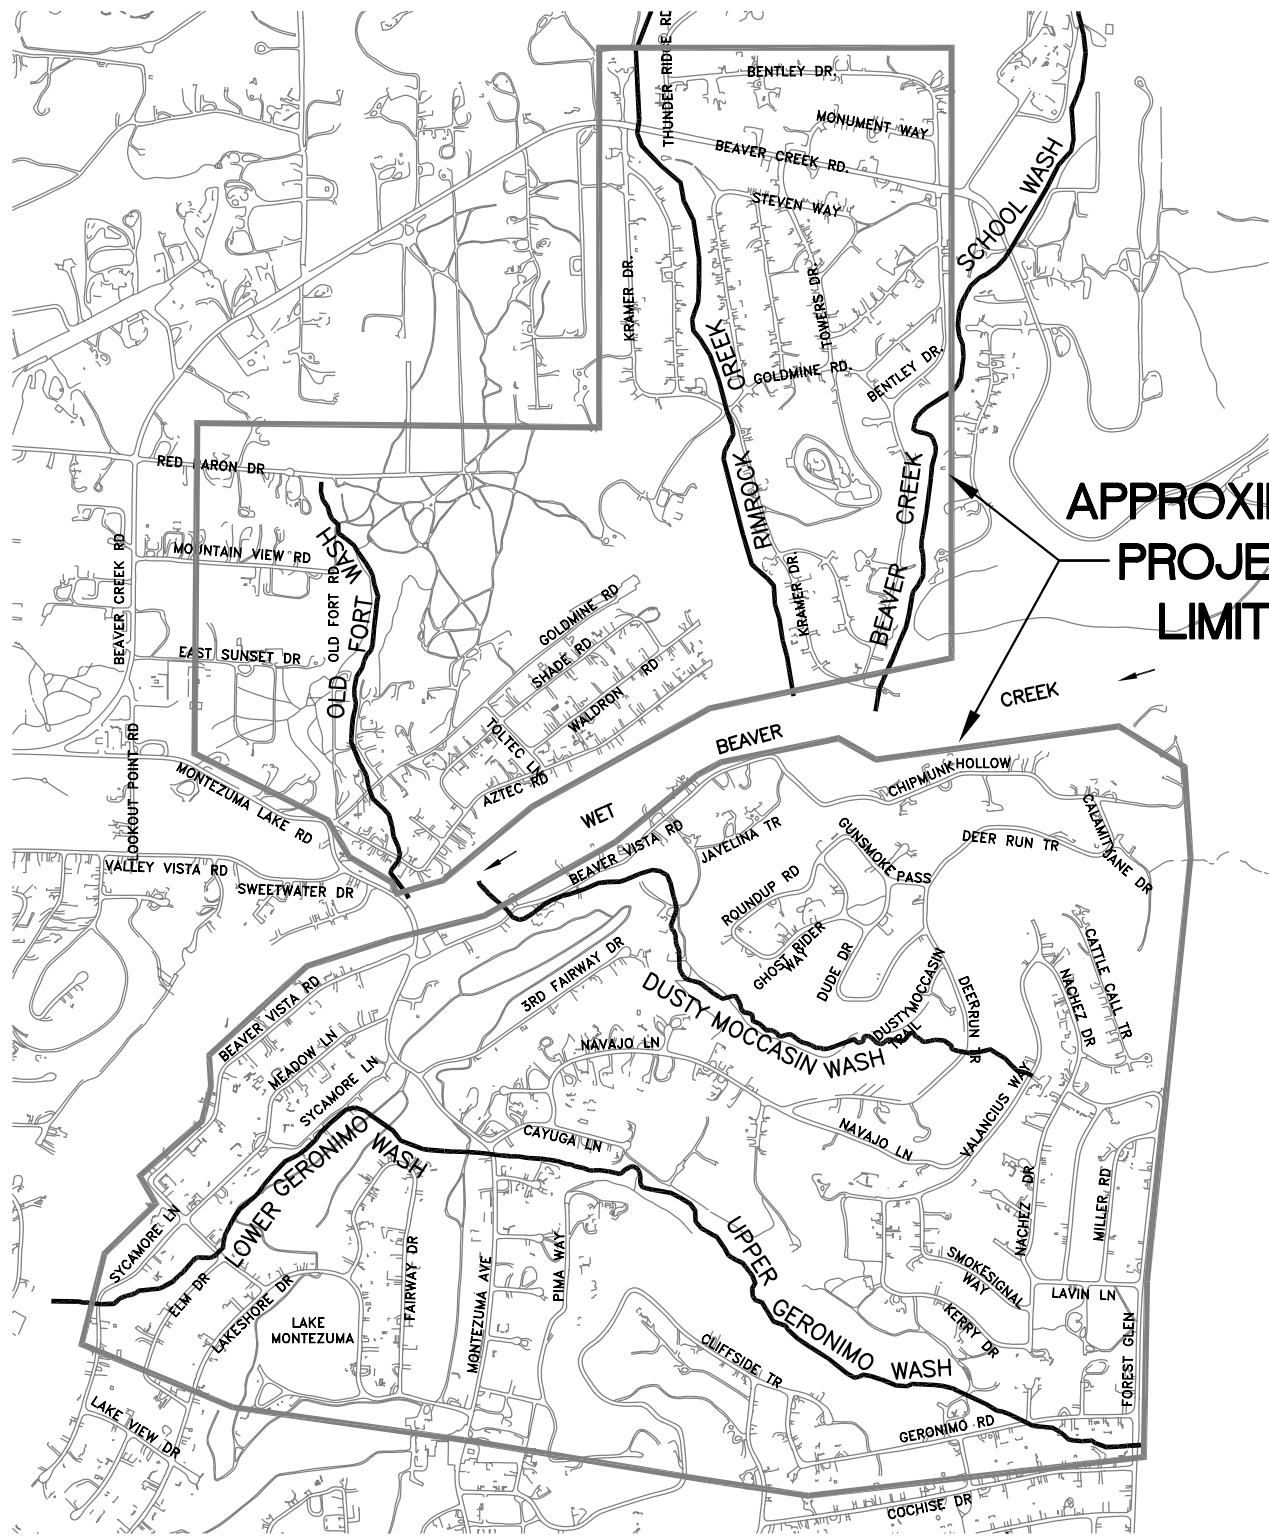 THUNDER RIDGE RD
BENTLEY DR.
MONUMENT WAY
BEAVER CREEK RD.
STEVEN WAY
SCHOOL WASH
KRAMER DR.
TOWERS DR.
CREEK
GOLDMINE RD.
BENTLEY DR.
RED BARON DR
RIMROCK
CREEK
APPROXI
PROJE
LIMIT
WASH
MOUNTAIN VIEW RD
BEAVER CREEK RD
OLD FORT RD
FORT
KRAMER DR.
BEAVER
GOLDMINE RD
SHADE RD
WALDRON RD
EAST SUNSET DR
OLD
CREEK
TOLTEC LN
BEAVER
LOOKOUT POINT RD
MONTEZUMA LAKE RD
AZTEC RD
CHIPMUNK HOLLOW
WET
CALAMITY JANE DR
JAVELINA TR
GUNSMOKE PASS
DEER RUN TR
BEAVER VISTA RD
VALLEY VISTA RD
SWEETWATER DR
ROUNDUP RD
GHOST RIDER
WAY
DUDE DR
CATTLE CALL TR
3RD FAIRWAY DR
DUSTY MOCCASIN
TRAIL
DEER RUN TR
NACHEZ DR
BEAVER VISTA RD
DUSTY MOCCASIN WASH
NAVAJO LN
MEADOW LN
SYCAMORE LN
VALANCIUS WAY
LOWER GERONIMO WASH
CAYUGA LN
NAVAJO LN
NACHEZ DR
MILLER RD
SYCAMORE LN
UPPER
FAIRWAY DR
PIMA WAY
MONTEZUMA AVE
SMOKESIGNAL
WAY
ELM DR
LAKESHORE DR
LAVIN LN
GERONIMO WASH
KERRY DR
LAKE
MONTEZUMA
CLIFFSIDE TR
FOREST GLEN
LAKE VIEW DR
GERONIMO RD
COCHISE DR